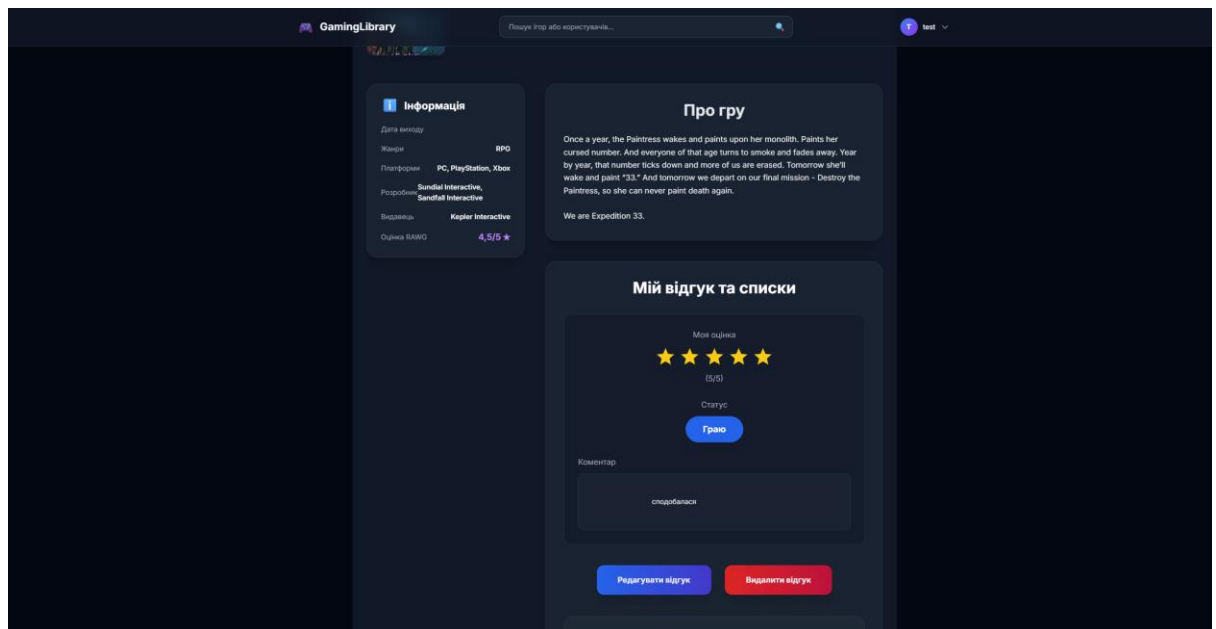 GamingLibrary
Пошук ігор або користувачів...
T test
Інформація
Дата виходу
Жанри RPG
Платформи PC, PlayStation, Xbox
Розробник Sundial Interactive,
Sandfall Interactive
Видавець Kepler Interactive
Оцінка RAWG 4,5/5 ★
Про гру
Once a year, the Paintress wakes and paints upon her monolith. Paints her
cursed number. And everyone of that age turns to smoke and fades away. Year
by year, that number ticks down and more of us are erased. Tomorrow she'll
wake and paint "33." And tomorrow we depart on our final mission - Destroy the
Paintress, so she can never paint death again.
We are Expedition 33.
Мій відгук та списки
Моя оцінка
(5/5)
Статус
Граю
Коментар
сподобалася
Редагувати відгук
Видалити відгук